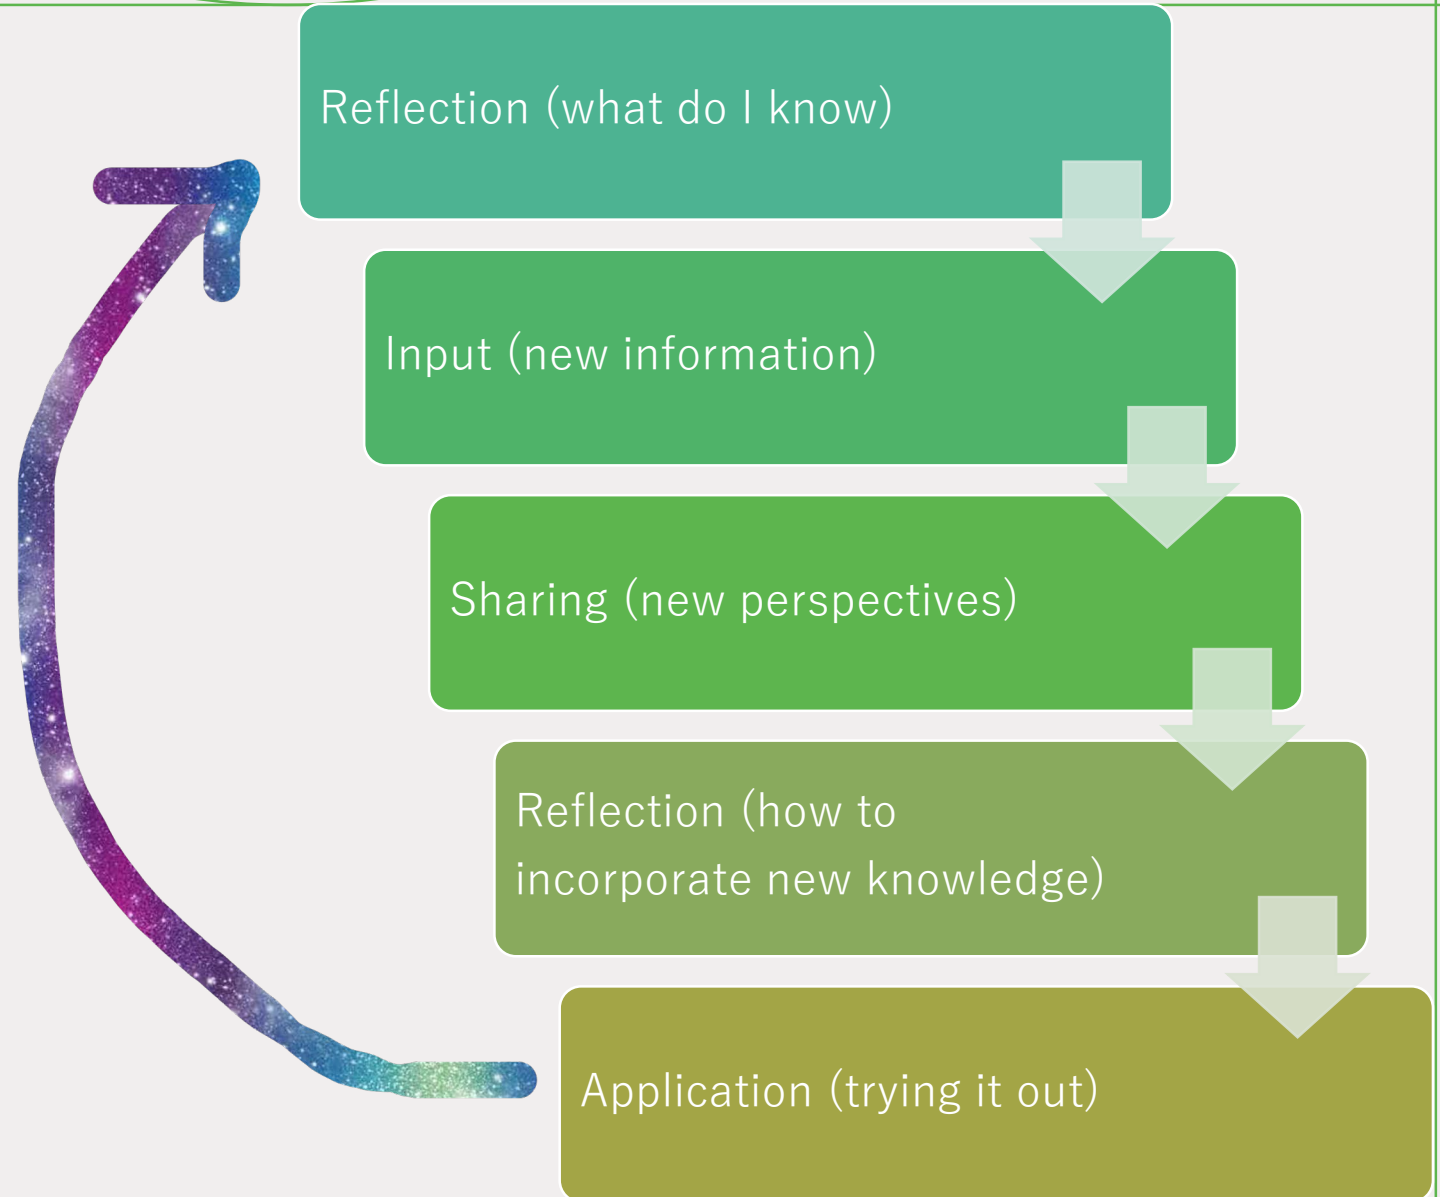 Reflection (what do I know)
Input (new information)
Sharing (new perspectives)
Reflection (how to
incorporate new knowledge)
Application (trying it out)